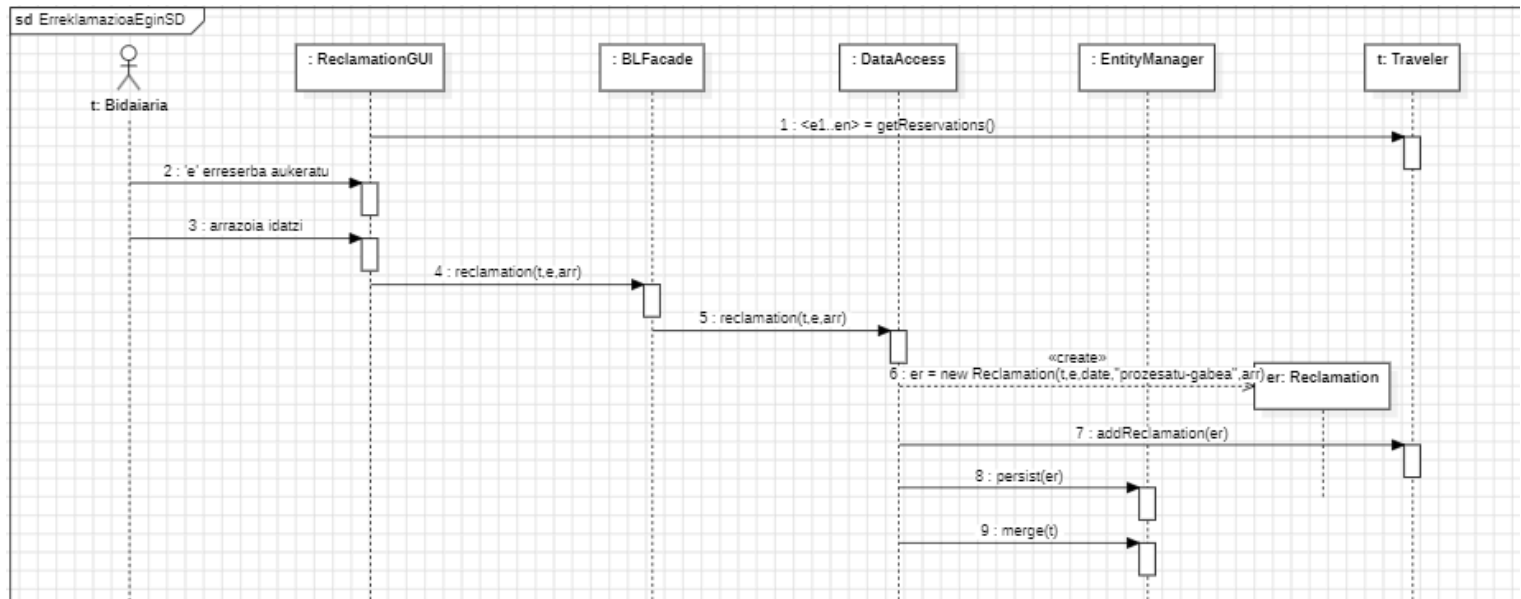 sd ErreklamazioaEginSD
t: Bidaiaria
: ReclamationGUI
: BLFacade
: DataAccess
: EntityManager
t: Traveler
1 : <e1..en> = getReservations()
2 : 'e' erreserba aukeratu
3 : arrazoia idatzi
4 : reclamation(t,e,arr)
5 : reclamation(t,e,arr)
«create»
6 : er = new Reclamation(t,e,date,"prozesatu-gabea",arr)
er: Reclamation
7 : addReclamation(er)
8 : persist(er)
9 : merge(t)